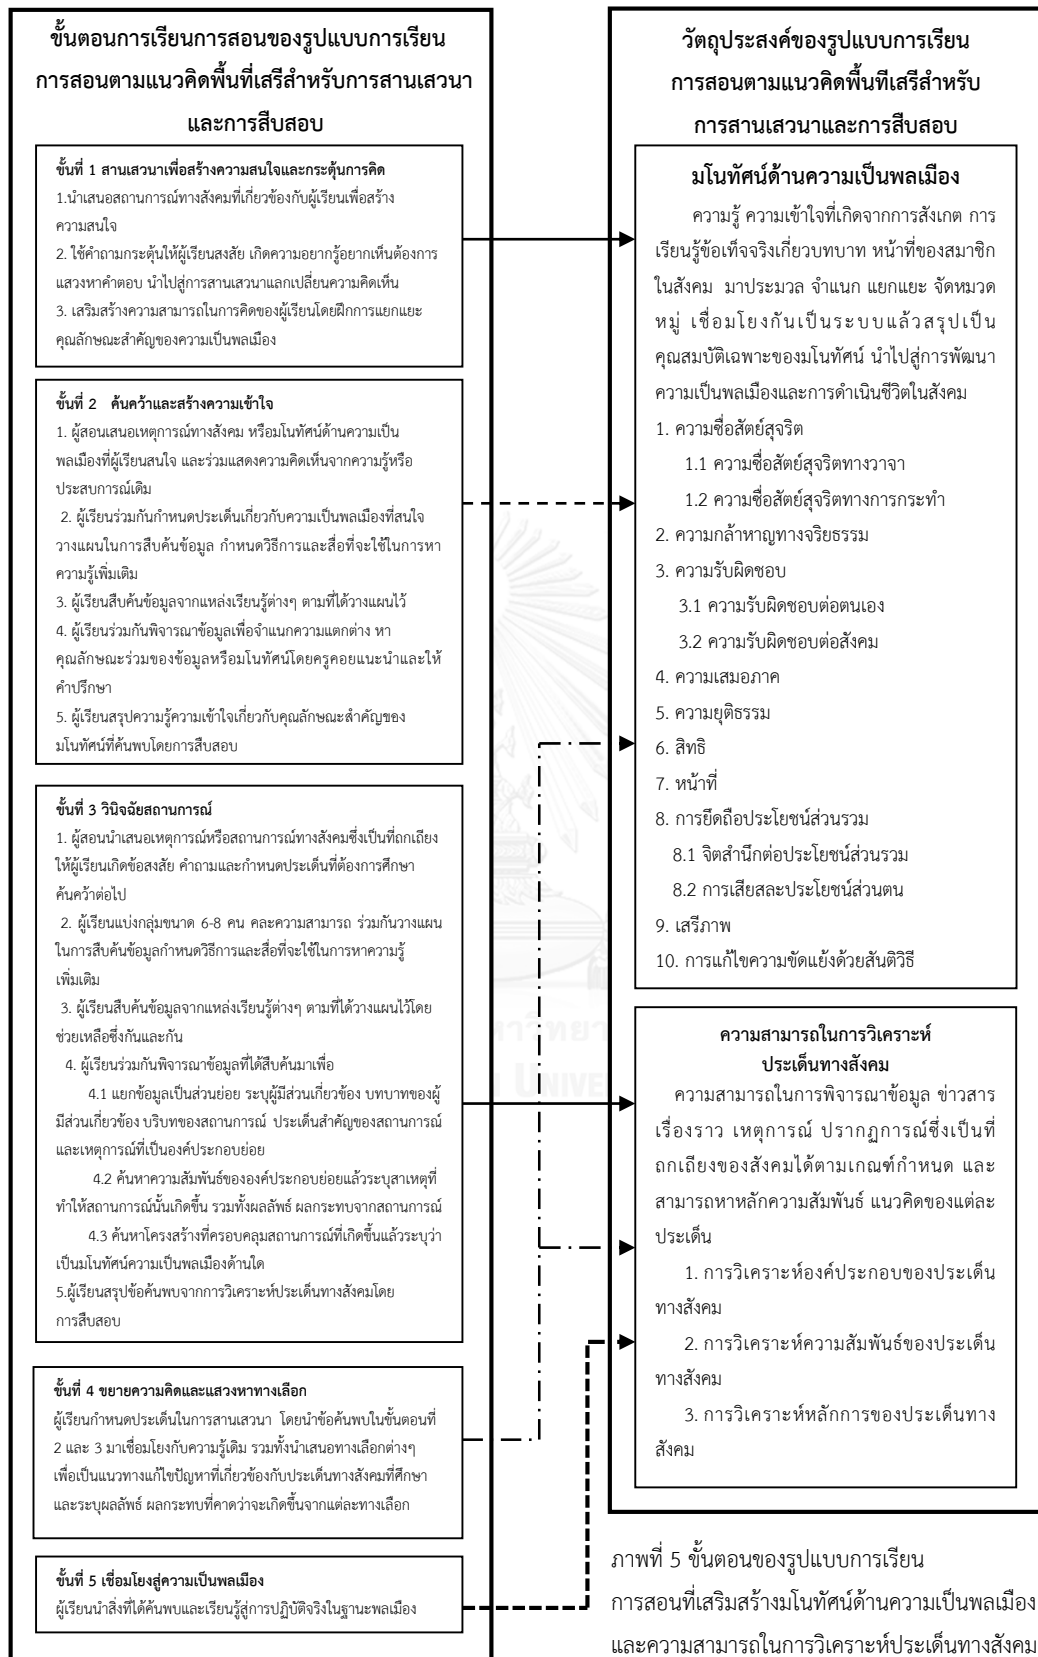 ขั้นตอนการเรียนการสอนของรูปแบบการเรียน
การสอนตามแนวคิดพื้นที่เสรีสำหรับการสานเสวนา
และการสืบสอบ
ขั้นที่ 1 สานเสวนาเพื่อสร้างความสนใจและกระตุ้นการคิด
1.นำเสนอสถานการณ์ทางสังคมที่เกี่ยวข้องกับผู้เรียนเพื่อสร้าง
ความสนใจ
2. ใช้คำถามกระตุ้นให้ผู้เรียนสงสัย เกิดความอยากรู้อยากเห็นต้องการ
แสวงหาคำตอบ นำไปสู่การสานเสวนาแลกเปลี่ยนความคิดเห็น
3. เสริมสร้างความสามารถในการคิดของผู้เรียนโดยฝึกการแยกแยะ
คุณลักษณะสำคัญของความเป็นพลเมือง
ขั้นที่ 2 ค้นคว้าและสร้างความเข้าใจ
1. ผู้สอนเสนอเหตุการณ์ทางสังคม หรือมโนทัศน์ด้านความเป็น
พลเมืองที่ผู้เรียนสนใจ และร่วมแสดงความคิดเห็นจากความรู้หรือ
ประสบการณ์เดิม
2. ผู้เรียนร่วมกันกำหนดประเด็นเกี่ยวกับความเป็นพลเมืองที่สนใจ
วางแผนในการสืบค้นข้อมูล กำหนดวิธีการและสื่อที่จะใช้ในการหา
ความรู้เพิ่มเติม
3. ผู้เรียนสืบค้นข้อมูลจากแหล่งเรียนรู้ต่างๆ ตามที่ได้วางแผนไว้
4. ผู้เรียนร่วมกันพิจารณาข้อมูลเพื่อจำแนกความแตกต่าง หา
คุณลักษณะร่วมของข้อมูลหรือมโนทัศน์โดยครูคอยแนะนำและให้
คำปรึกษา
5. ผู้เรียนสรุปความรู้ความเข้าใจเกี่ยวกับคุณลักษณะสำคัญของ
มโนทัศน์ที่ค้นพบโดยการสืบสอบ
ขั้นที่ 3 วินิจฉัยสถานการณ์
1. ผู้สอนนำเสนอเหตุการณ์หรือสถานการณ์ทางสังคมซึ่งเป็นที่ถกเถียง
ให้ผู้เรียนเกิดข้อสงสัย คำถามและกำหนดประเด็นที่ต้องการศึกษา
ค้นคว้าต่อไป
2. ผู้เรียนแบ่งกลุ่มขนาด 6-8 คน คละความสามารถ ร่วมกันวางแผน
ในการสืบค้นข้อมูลกำหนดวิธีการและสื่อที่จะใช้ในการหาความรู้
เพิ่มเติม
3. ผู้เรียนสืบค้นข้อมูลจากแหล่งเรียนรู้ต่างๆ ตามที่ได้วางแผนไว้โดย
ช่วยเหลือซึ่งกันและกัน
4. ผู้เรียนร่วมกันพิจารณาข้อมูลที่ได้สืบค้นมาเพื่อ
4.1 แยกข้อมูลเป็นส่วนย่อย ระบุผู้มีส่วนเกี่ยวข้อง บทบาทของผู้
มีส่วนเกี่ยวข้อง บริบทของสถานการณ์ ประเด็นสำคัญของสถานการณ์
และเหตุการณ์ที่เป็นองค์ประกอบย่อย
4.2 ค้นหาความสัมพันธ์ขององค์ประกอบย่อยแล้วระบุสาเหตุที่
ทำให้สถานการณ์นั้นเกิดขึ้น รวมทั้งผลลัพธ์ ผลกระทบจากสถานการณ์
4.3 ค้นหาโครงสร้างที่ครอบคลุมสถานการณ์ที่เกิดขึ้นแล้วระบุว่า
เป็นมโนทัศน์ความเป็นพลเมืองด้านใด
5.ผู้เรียนสรุปข้อค้นพบจากการวิเคราะห์ประเด็นทางสังคมโดย
การสืบสอบ
ขั้นที่ 4 ขยายความคิดและแสวงหาทางเลือก
ผู้เรียนกำหนดประเด็นในการสานเสวนา โดยนำข้อค้นพบในขั้นตอนที่
2 และ 3 มาเชื่อมโยงกับความรู้เดิม รวมทั้งนำเสนอทางเลือกต่างๆ
เพื่อเป็นแนวทางแก้ไขปัญหาที่เกี่ยวข้องกับประเด็นทางสังคมที่ศึกษา
และระบุผลลัพธ์ ผลกระทบที่คาดว่าจะเกิดขึ้นจากแต่ละทางเลือก
ขั้นที่ 5 เชื่อมโยงสู่ความเป็นพลเมือง
ผู้เรียนนำสิ่งที่ได้ค้นพบและเรียนรู้สู่การปฏิบัติจริงในฐานะพลเมือง
วัตถุประสงค์ของรูปแบบการเรียน
การสอนตามแนวคิดพื้นที่เสรีสำหรับ
การสานเสวนาและการสืบสอบ
มโนทัศน์ด้านความเป็นพลเมือง
ความรู้ ความเข้าใจที่เกิดจากการสังเกต การ
เรียนรู้ข้อเท็จจริงเกี่ยวบทบาท หน้าที่ของสมาชิก
ในสังคม มาประมวล จำแนก แยกแยะ จัดหมวด
หมู่ เชื่อมโยงกันเป็นระบบแล้วสรุปเป็น
คุณสมบัติเฉพาะของมโนทัศน์ นำไปสู่การพัฒนา
ความเป็นพลเมืองและการดำเนินชีวิตในสังคม
1. ความซื่อสัตย์สุจริต
1.1 ความซื่อสัตย์สุจริตทางวาจา
1.2 ความซื่อสัตย์สุจริตทางการกระทำ
2. ความกล้าหาญทางจริยธรรม
3. ความรับผิดชอบ
3.1 ความรับผิดชอบต่อตนเอง
3.2 ความรับผิดชอบต่อสังคม
4. ความเสมอภาค
5. ความยุติธรรม
6. สิทธิ
7. หน้าที่
8. การยึดถือประโยชน์ส่วนรวม
8.1 จิตสำนึกต่อประโยชน์ส่วนรวม
8.2 การเสียสละประโยชน์ส่วนตน
9. เสรีภาพ
10. การแก้ไขความขัดแย้งด้วยสันติวิธี
ความสามารถในการวิเคราะห์
ประเด็นทางสังคม
ความสามารถในการพิจารณาข้อมูล ข่าวสาร
เรื่องราว เหตุการณ์ ปรากฏการณ์ซึ่งเป็นที่
ถกเถียงของสังคมได้ตามเกณฑ์กำหนด และ
สามารถหาหลักความสัมพันธ์ แนวคิดของแต่ละ
ประเด็น
1. การวิเคราะห์องค์ประกอบของประเด็น
ทางสังคม
2. การวิเคราะห์ความสัมพันธ์ของประเด็น
ทางสังคม
3. การวิเคราะห์หลักการของประเด็นทาง
สังคม
ภาพที่ 5 ขั้นตอนของรูปแบบการเรียน
การสอนที่เสริมสร้างมโนทัศน์ด้านความเป็นพลเมือง
และความสามารถในการวิเคราะห์ประเด็นทางสังคม